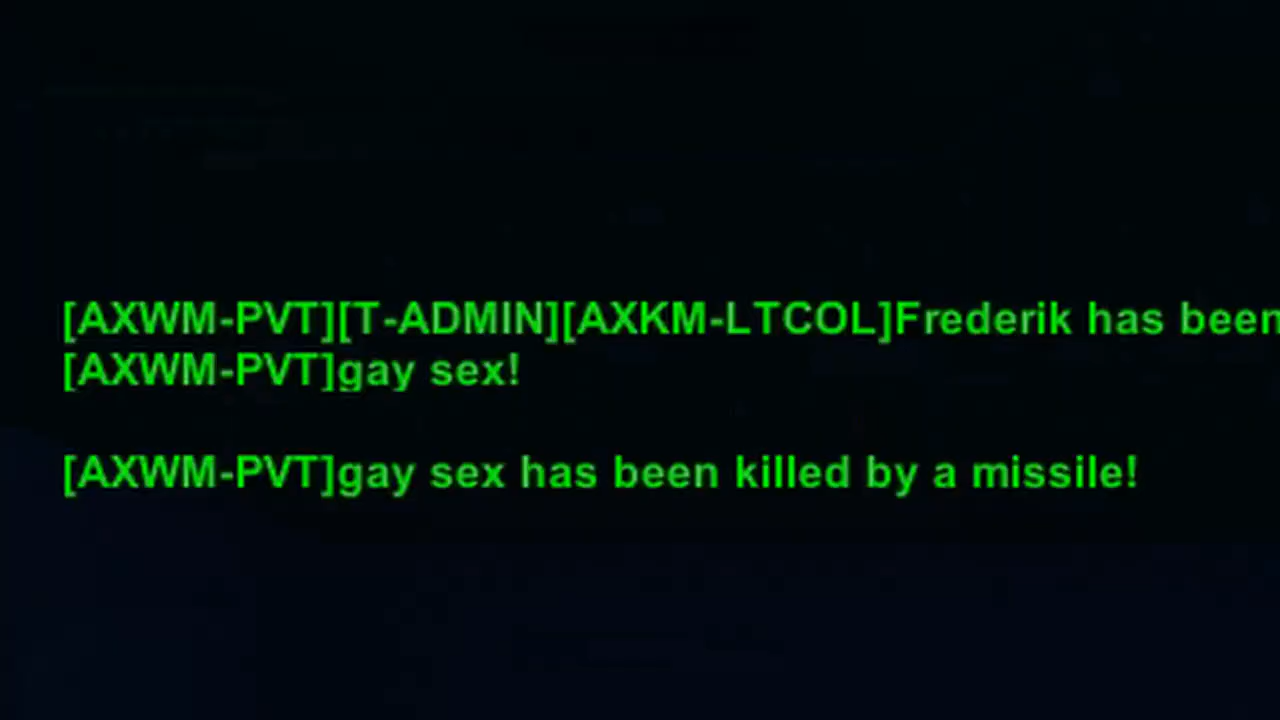 [AXWM-PVT][T-ADMIN][AXKM-LTCOL]Frederik has been
[AXWM-PVT]gay sex!
[AXWM-PVT]gay sex has been killed by a missile!